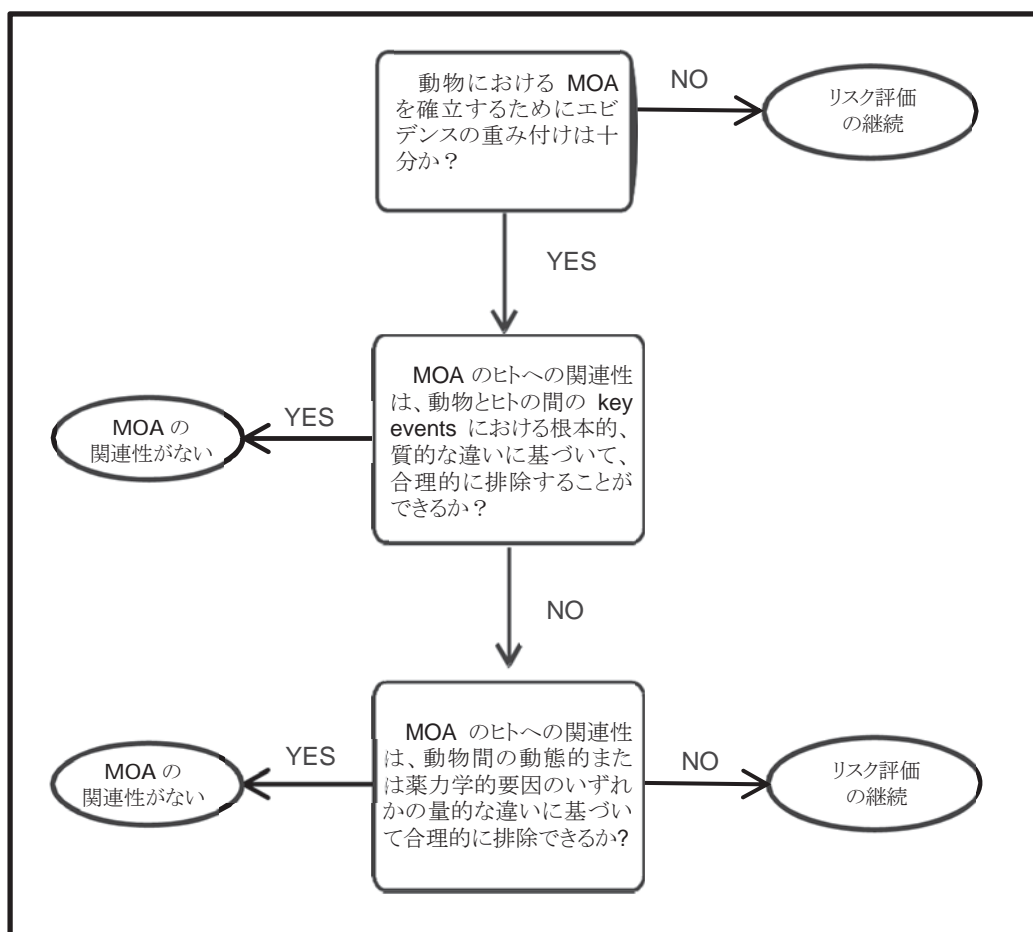 動物における MOA
を確立するためにエビ
デンスの重み付けは十
分か？
NO
リスク評価
の継続
YES
MOA のヒトへの関連性
は、動物とヒトの間の key
events における根本的、
質的な違いに基づいて、
合理的に排除することが
できるか？
YES
MOA の
関連性がない
NO
MOA のヒトへの関連性
は、動物間の動態的また
は薬力学的要因のいずれ
かの量的な違いに基づい
て合理的に排除できるか?
YES
MOA の
関連性がない
NO
リスク評価
の継続